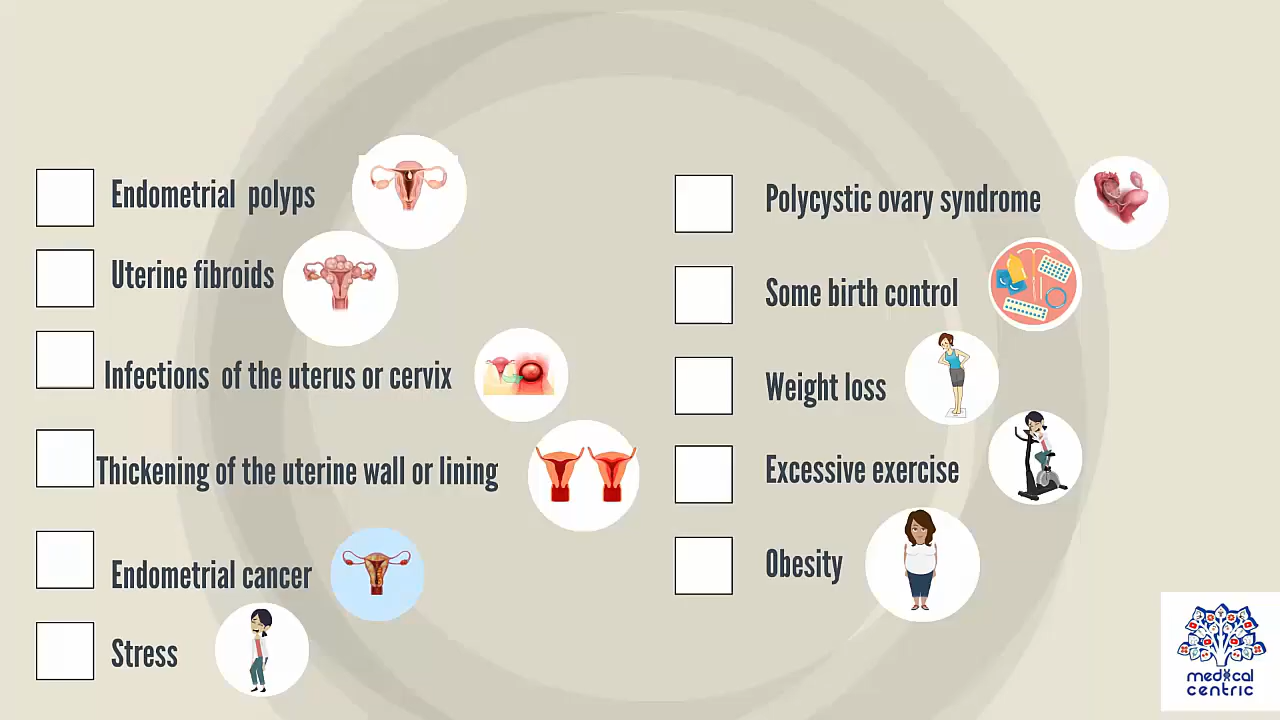 Endometrial polyps
Uterine fibroids
Infections of the uterus or cervix
Thickening of the uterine wall or lining
Endometrial cancer
Stress
Polycystic ovary syndrome
Some birth control
Weight loss
Excessive exercise
Obesity
medical
centric